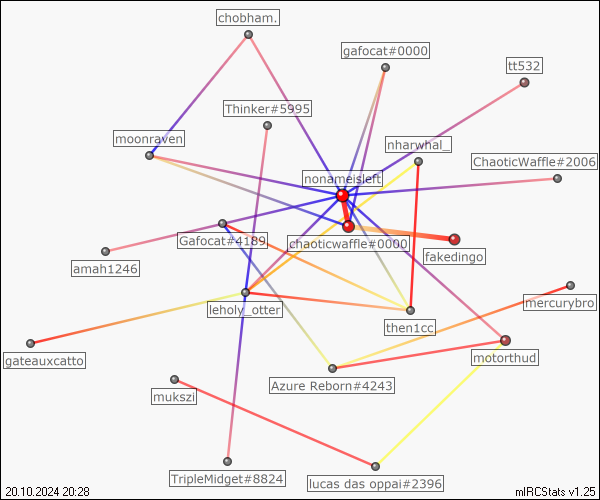 chobham.
gafocat#0000
tt532
Thinker#5995
moonraven
nharwhal_
ChaoticWaffle#2006
nonameisleft
Gafocat#4189
chaoticwaffle#0000
fakedingo
amah1246
leholy_otter
mercurybro
then1cc
gateauxcatto
motorthud
Azure Reborn#4243
mukszi
TripleMidget#8824
lucas das oppai#2396
20.10.2024 20:28
mIRCStats v1.25